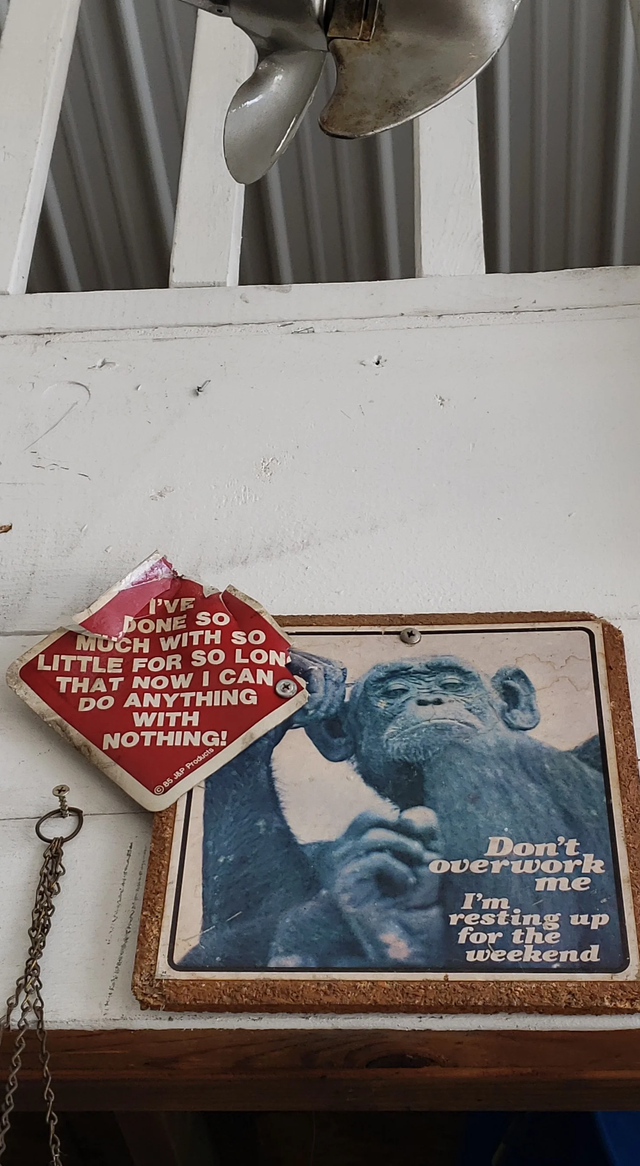 I'VE
DONE SO
MUCH WITH SO
LITTLE FOR SO LON
THAT NOW I CAN
DO ANYTHING
WITH
NOTHING!
© 85 J&P Products
Don't
overwork
me
I'm
resting up
for the
weekend